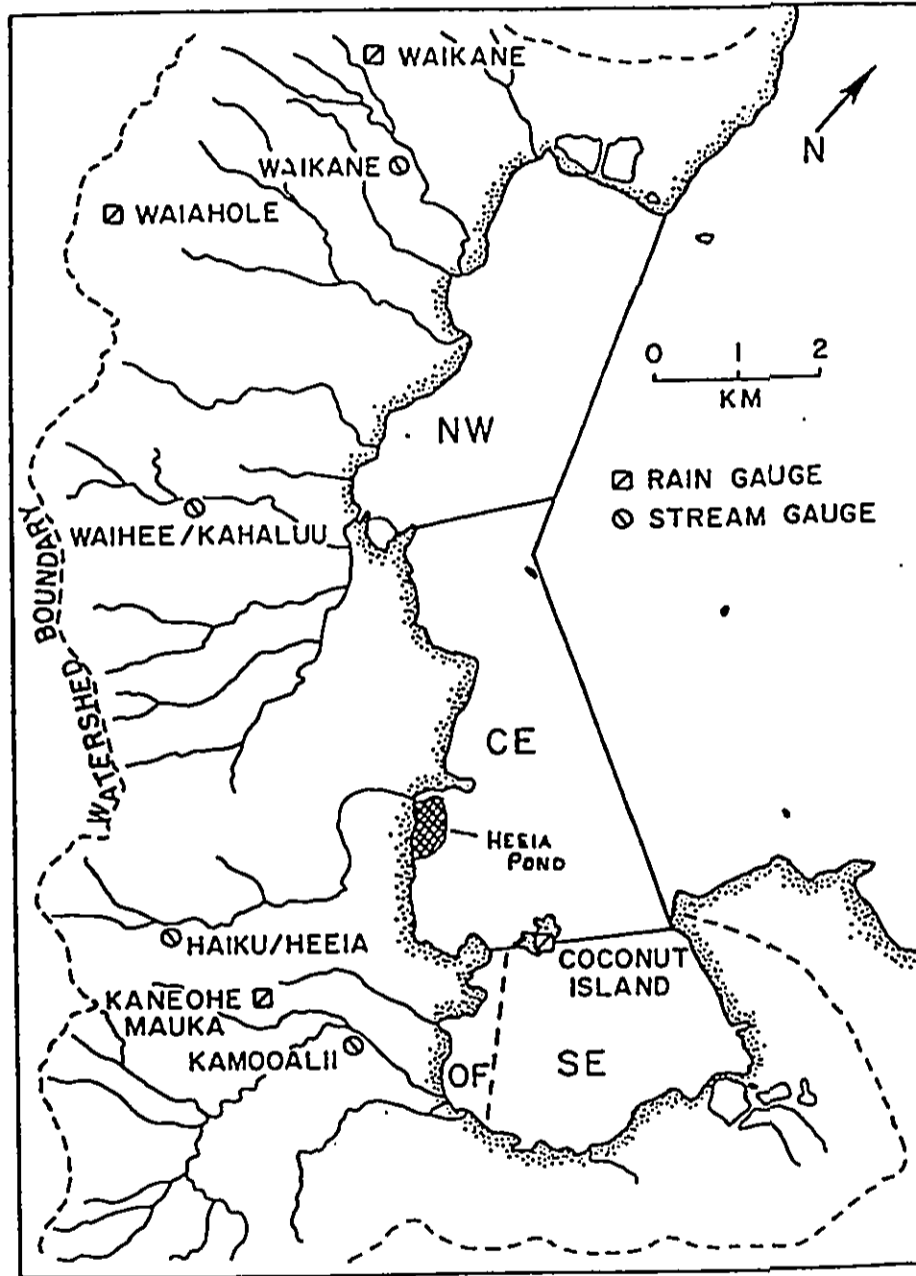 WAIKANE
N
WAIKANE
WAIAHOLE
0 1 2
KM
NW
RAIN GAUGE
STREAM GAUGE
WAIHEE/KAHALUU
WATERSHED BOUNDARY
CE
HEEIA
POND
HAIKU/HEEIA
COCONUT
ISLAND
KANEOHE
MAUKA
KAMOOALII
OF
SE